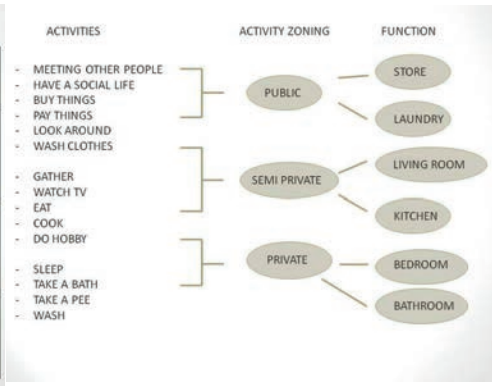 ACTIVITIES
- MEETING OTHER PEOPLE
- HAVE A SOCIAL LIFE
- BUY THINGS
- PAY THINGS
- LOOK AROUND
- WASH CLOTHES
- GATHER
- WATCH TV
- EAT
- COOK
- DO HOBBY
- SLEEP
- TAKE A BATH
- TAKE A PEE
- WASH
ACTIVITY ZONING
PUBLIC
SEMI PRIVATE
PRIVATE
FUNCTION
STORE
LAUNDRY
LIVING ROOM
KITCHEN
BEDROOM
BATHROOM